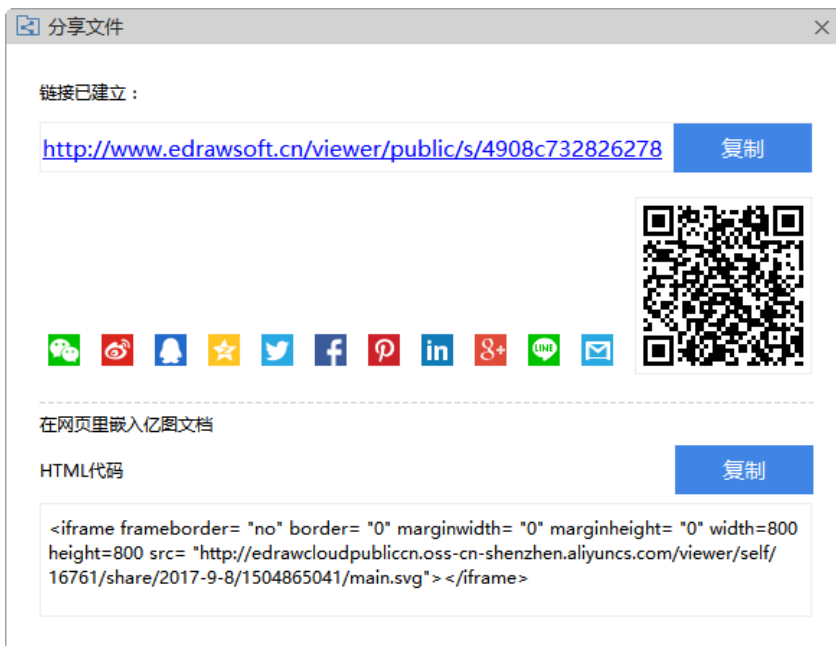 分享文件
链接已建立：
http://www.edrawsoft.cn/viewer/public/s/4908c732826278
复制
in
8+
LINE
在网页里嵌入亿图文档
HTML代码
复制
<iframe frameborder= "no" border= "0" marginwidth= "0" marginheight= "0" width=800
height=800 src= "http://edrawcloudpubliccn.oss-cn-shenzhen.aliyuncs.com/viewer/self/
16761/share/2017-9-8/1504865041/main.svg"></iframe>